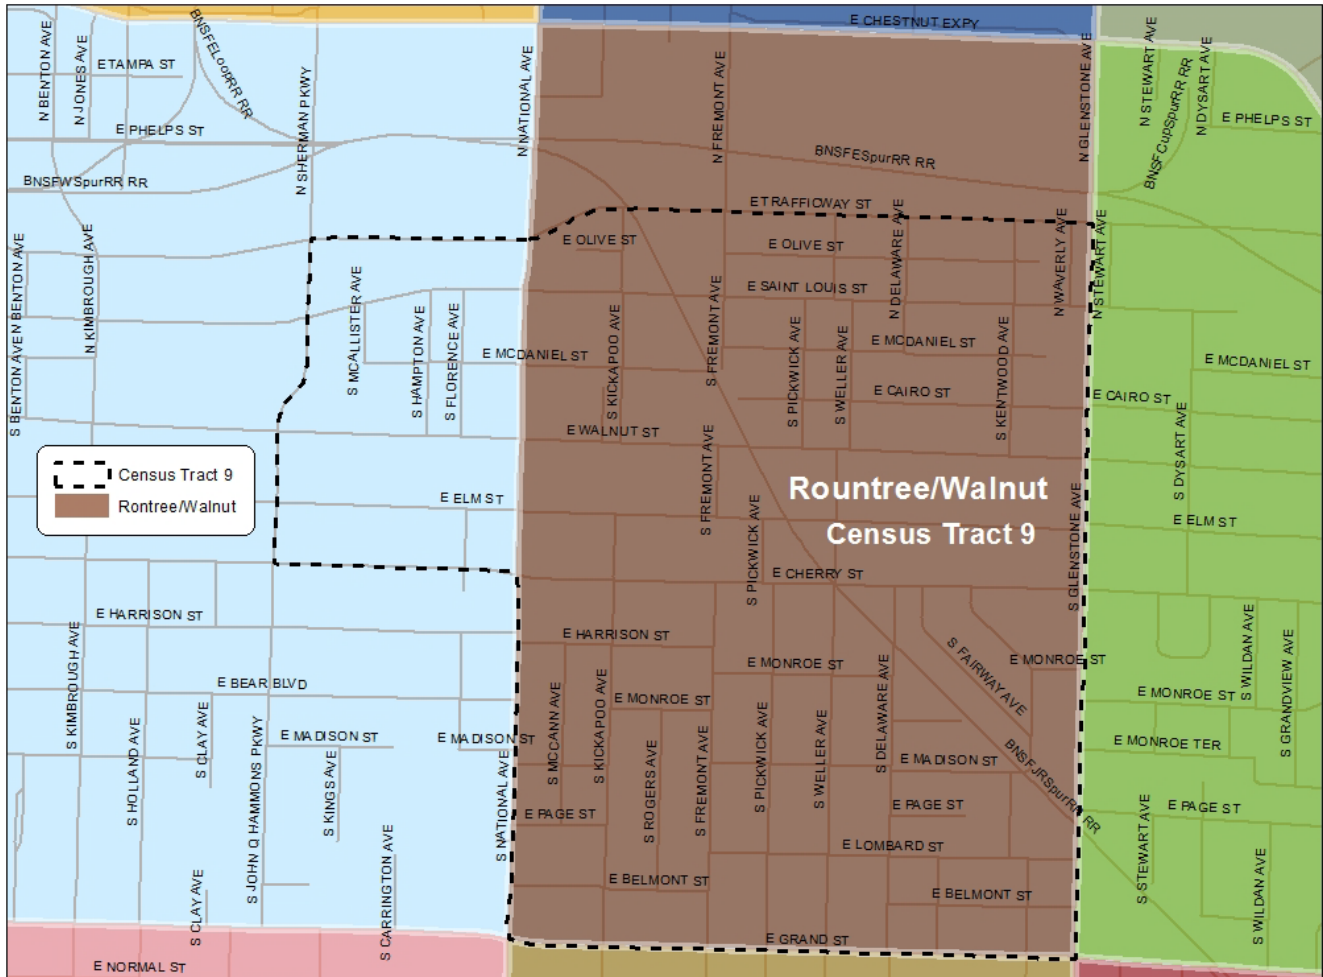 E CHESTNUT EXPY
N BENTON AVE
N JONES AVE
BNSFELoopRR RR
E TAMPA ST
E PHELPS ST
N SHERMAN PKWY
N NATIONAL AVE
N FREMONT AVE
N GLENSTONE AVE
N STEWART AVE
BNSFCupSpurRR RR
N DYSART AVE
E PHELPS ST
BNSFWSpurRR RR
BNSFESpurRR RR
E TRAFFICWAY ST
E OLIVE ST
E OLIVE ST
N DELAWARE AVE
N WAVERLY AVE
N STEWART AVE
N BENTON AVE
S BENTON AVE
N KIMBROUGH AVE
S MCALLISTER AVE
S HAMPTON AVE
S FLORENCE AVE
E SAINT LOUIS ST
E MCDANIEL ST
S KICKAPOO AVE
S FREMONT AVE
S PICKWICK AVE
S WELLER AVE
E MCDANIEL ST
S KENTWOOD AVE
E MCDANIEL ST
E CAIRO ST
E CAIRO ST
E WALNUT ST
S FREMONT AVE
S DYSART AVE
Census Tract 9
Rontree/Walnut
E ELM ST
Rountree/Walnut
Census Tract 9
S PICKWICK AVE
S GLENSTONE AVE
E ELM ST
E CHERRY ST
E HARRISON ST
E HARRISON ST
S KIMBROUGH AVE
E BEAR BLVD
E MONROE ST
S FAIRWAY AVE
E MONROE ST
S WILDAN AVE
S GRANDVIEW AVE
S MCCANN AVE
S KICKAPOO AVE
E MONROE ST
S DELAWARE AVE
E MONROE ST
S HOLLAND AVE
S CLAY AVE
S JOHN Q HAMMONS PKWY
E MADISON ST
E MADISON ST
S KINGS AVE
S NATIONAL AVE
S ROGERS AVE
S FREMONT AVE
S PICKWICK AVE
S WELLER AVE
E MADISON ST
BNSFJRSpurRR RR
E MONROE TER
E PAGE ST
E PAGE ST
E PAGE ST
S STEWART AVE
E LOMBARD ST
S CLAY AVE
S CARRINGTON AVE
E BELMONT ST
E BELMONT ST
S WILDAN AVE
E GRAND ST
E NORMAL ST